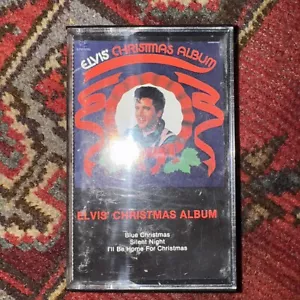 ELVIS' CHRISTMAS ALBUM
ELVIS' CHRISTMAS ALBUM
Blue Christmas
Silent Night
I'll Be Home For Christmas